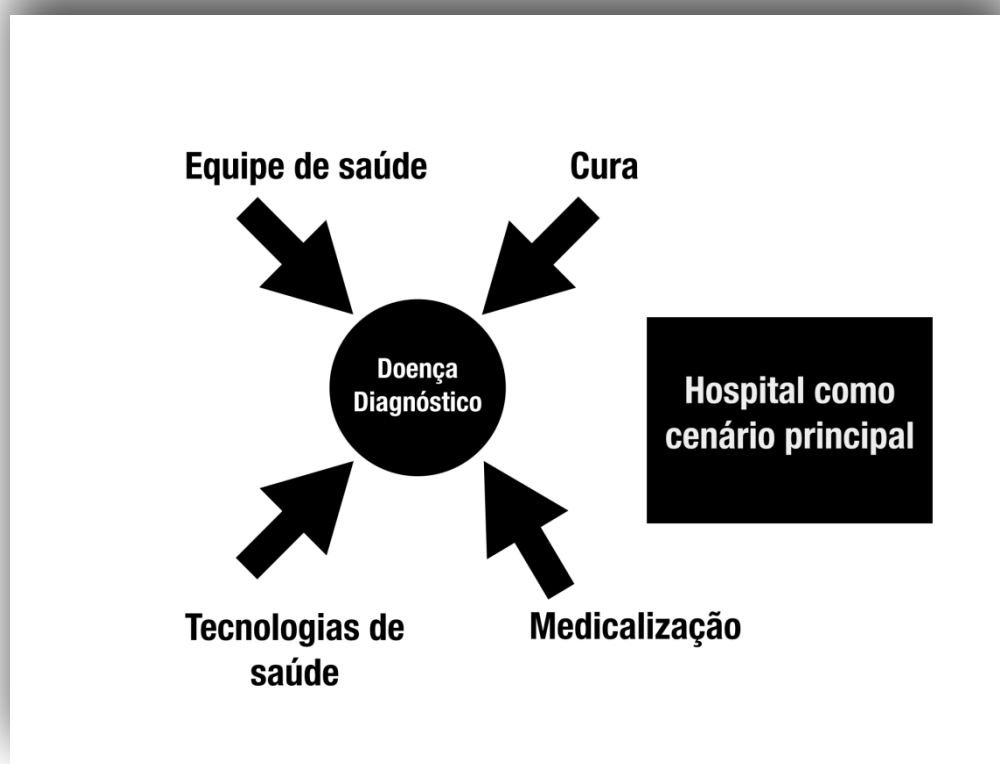 Equipe de saúde
Cura
Doença
Diagnóstico
Hospital como
cenário principal
Tecnologias de
saúde
Medicalização